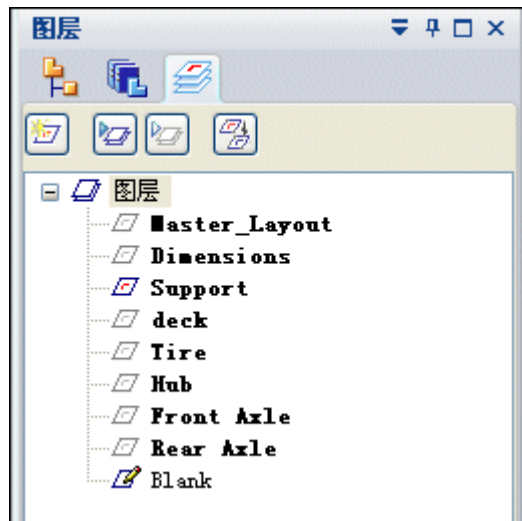 图层
图层
Master_Layout
Dimensions
Support
deck
Tire
Hub
Front Axle
Rear Axle
Blank